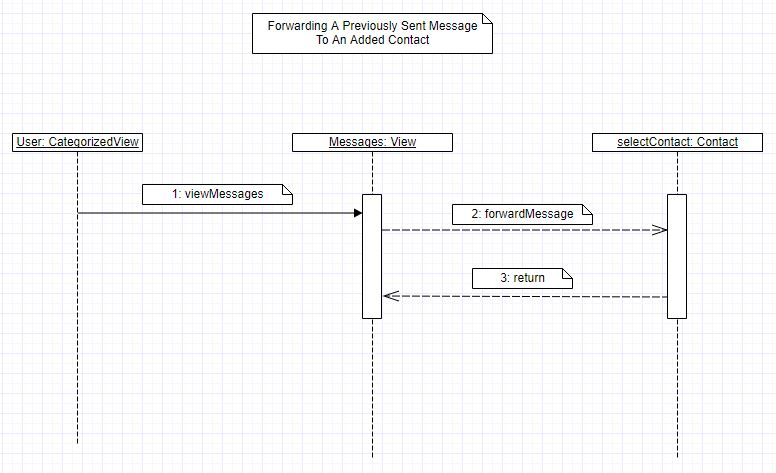 Forwarding A Previously Sent Message
To An Added Contact
User: CategorizedView
Messages: View
selectContact: Contact
1: viewMessages
2: forwardMessage
3: return